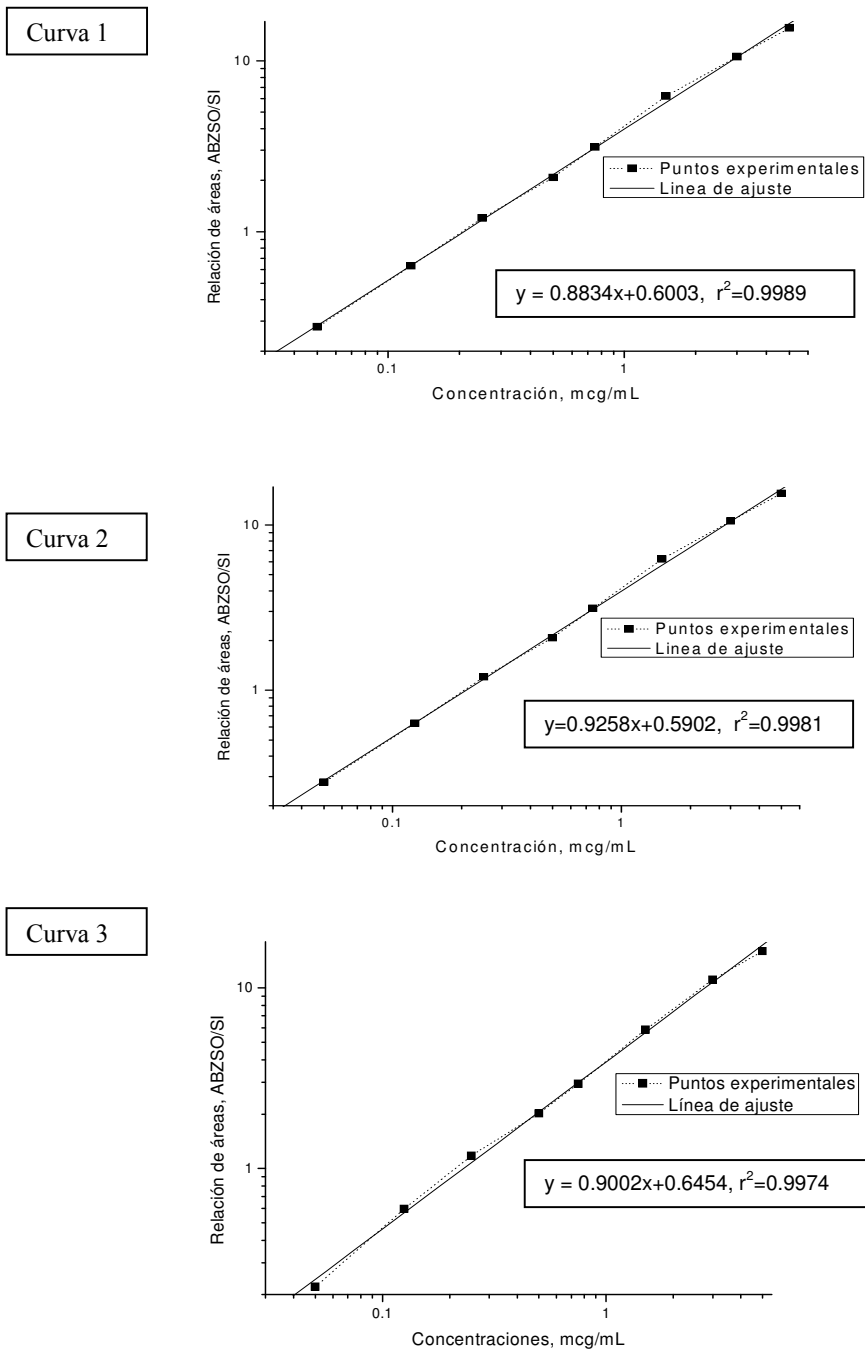 Curva 1
10
1
Relación de áreas, ABZSO/SI
Puntos experimentales
Linea de ajuste
y = 0.8834x+0.6003, r²=0.9989
0.1 1
Concentración, mcg/mL
Curva 2
10
1
Relación de áreas, ABZSO/SI
Puntos experimentales
Linea de ajuste
y=0.9258x+0.5902, r²=0.9981
0.1 1
Concentración, mcg/mL
Curva 3
10
1
Relación de áreas, ABZSO/SI
Puntos experimentales
Línea de ajuste
y = 0.9002x+0.6454, r²=0.9974
0.1 1
Concentraciones, mcg/mL